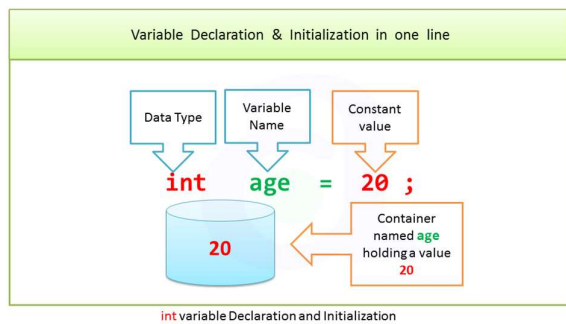 Variable Declaration & Initialization in one line
Data Type
Variable
Name
Constant
value
int age = 20 ;
20
Container
named age
holding a value
20
int variable Declaration and Initialization